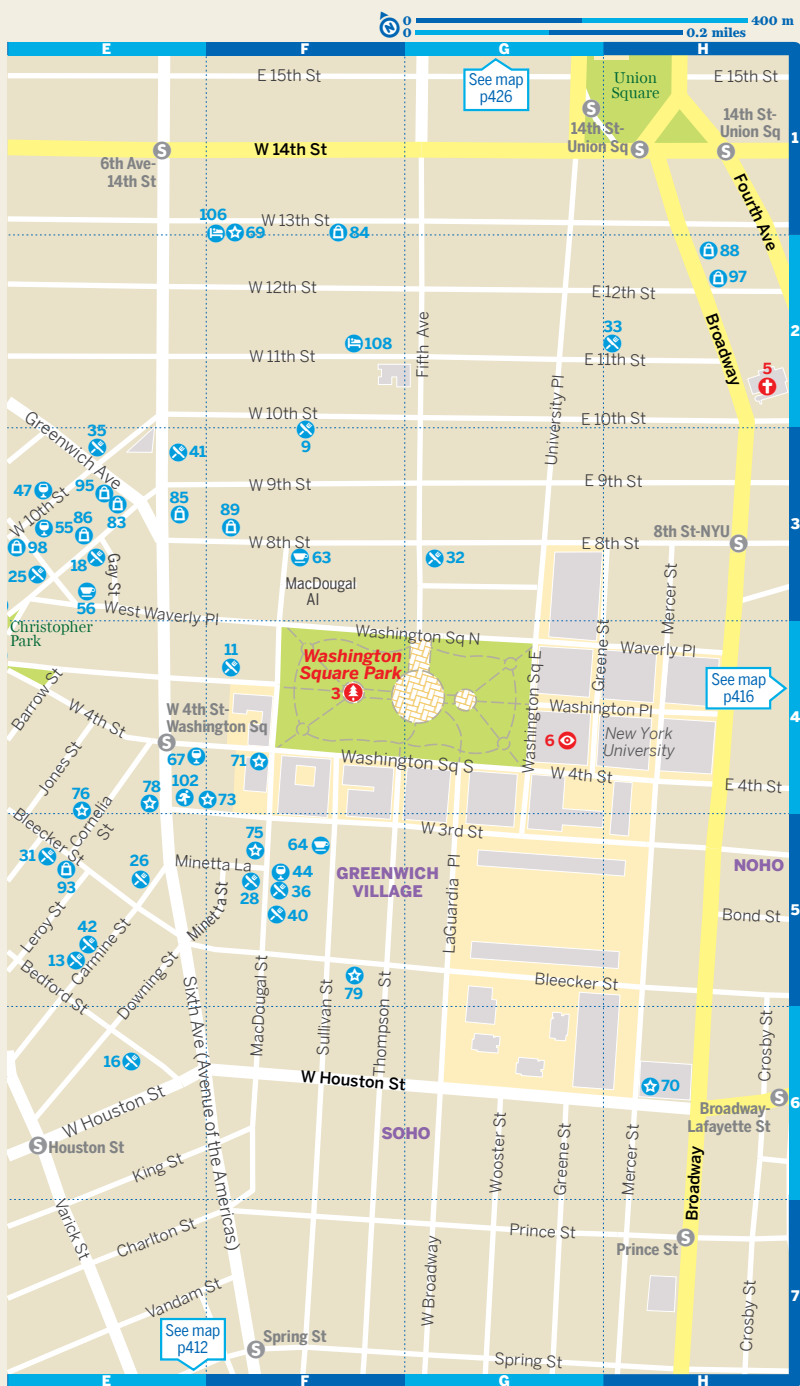 N
0
400 m
0
0.2 miles
E
F
G
H
E 15th St
See map
p426
Union
Square
E 15th St
S
14th St-
Union Sq
S
14th St-
Union Sq
S
1
S
6th Ave-
14th St
W 14th St
Fourth Ave
106
69
W 13th St
84
88
97
W 12th St
E 12th St
2
33
108
Fifth Ave
W 11th St
E 11th St
Broadway
5
University Pl
W 10th St
E 10th St
9
35
Greenwich Ave
41
47
W 10th St
95
83
85
W 9th St
E 9th St
3
55
86
89
98
18
Gay St
W 8th St
63
32
E 8th St
8th St-NYU
S
25
56
MacDougal
Al
Mercer St
West Waverly Pl
Christopher
Park
Washington Sq N
11
Washington
Square Park
3
Washington Sq E
Greene St
Waverly Pl
See map
p416
Barrow St
W 4th St
W 4th St-
Washington Sq
S
Washington Pl
4
6
New York
University
Jones St
67
71
Washington Sq S
W 4th St
E 4th St
76
Cornelia
St
78
102
73
Bleecker St
31
93
26
75
64
W 3rd St
Minetta La
28
44
36
40
GREENWICH
VILLAGE
NOHO
LaGuardia Pl
Bond St
5
Leroy St
42
13
Carmine St
Minetta St
Bedford St
Downing St
79
Bleecker St
Sixth Ave (Avenue of the Americas)
MacDougal St
Sullivan St
Thompson St
Crosby St
16
W Houston St
W Houston St
70
S
Broadway-
Lafayette St
6
S
Houston St
SOHO
King St
Wooster St
Greene St
Mercer St
Varick St
Charlton St
Broadway
Prince St
S
Prince St
W Broadway
Vandam St
Crosby St
7
See map
p412
S
Spring St
Spring St
E
F
G
H